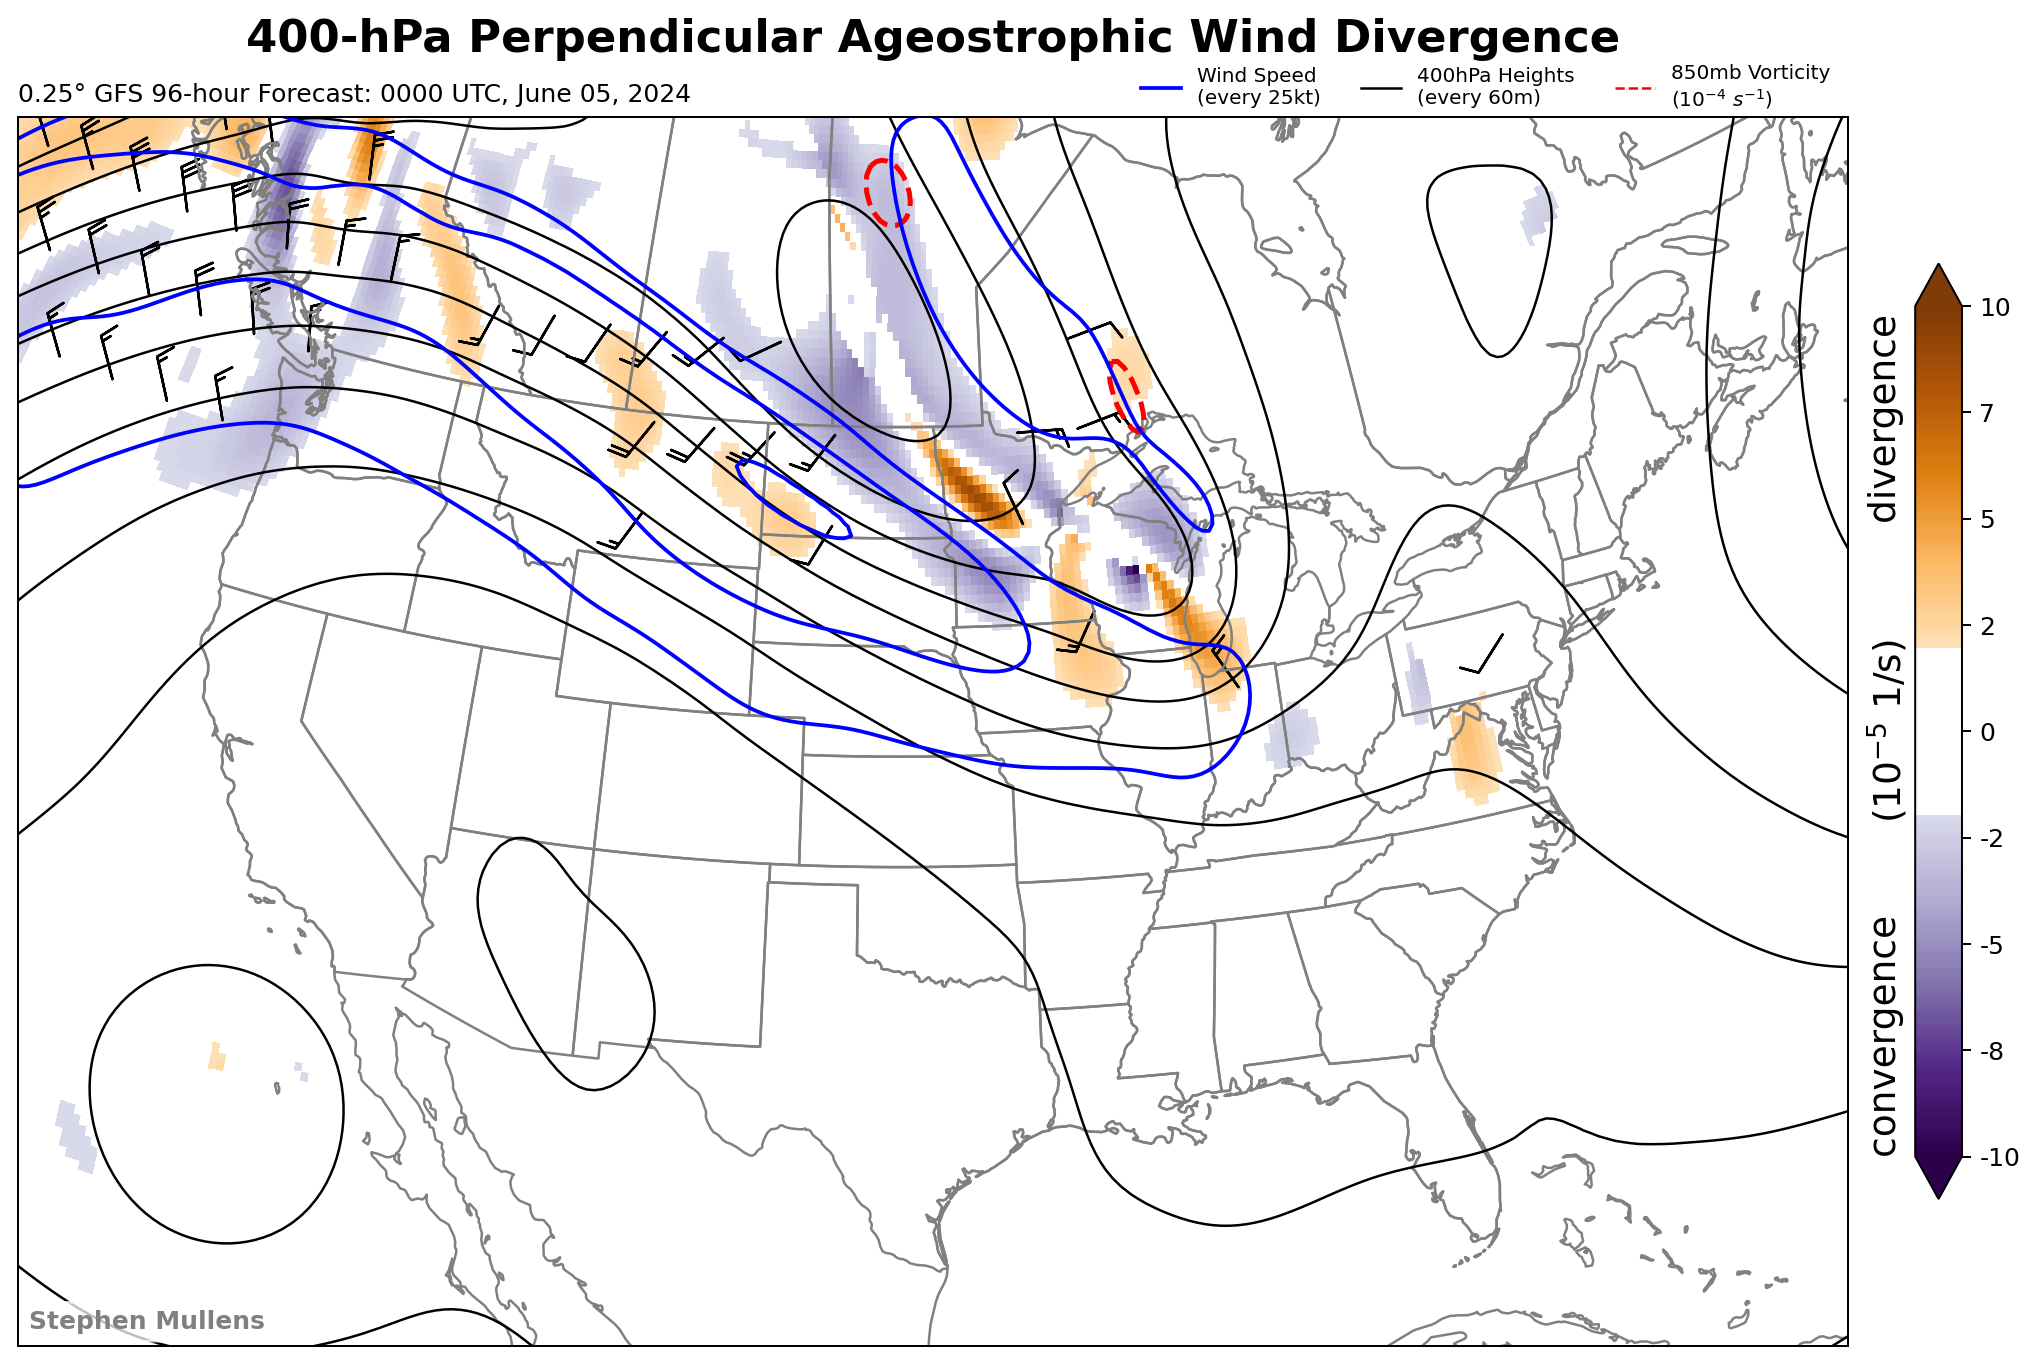 400-hPa Perpendicular Ageostrophic Wind Divergence
0.25° GFS 96-hour Forecast: 0000 UTC, June 05, 2024
Wind Speed
(every 25kt)
400hPa Heights
(every 60m)
850mb Vorticity
(10⁻⁴ s⁻¹)
10
7
5
2
0
-2
-5
-8
-10
convergence (10⁻⁵ 1/s) divergence
Stephen Mullens